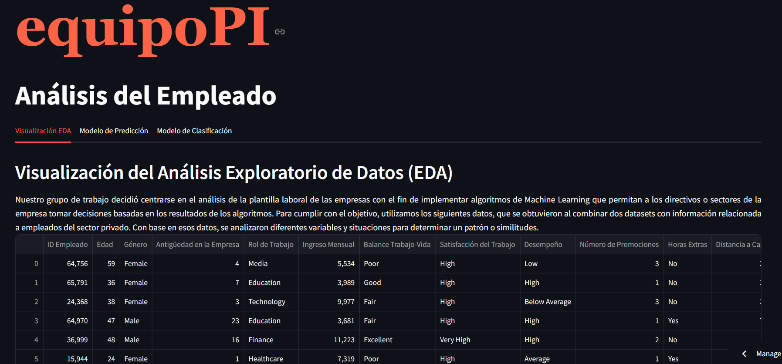 equipoPI
Análisis del Empleado
Visualización EDA Modelo de Predicción Modelo de Clasificación
Visualización del Análisis Exploratorio de Datos (EDA)
Nuestro grupo de trabajo decidió centrarse en el análisis de la plantilla laboral de las empresas con el fin de implementar algoritmos de Machine Learning que permitan a los directivos o sectores de la
empresa tomar decisiones basadas en los resultados de los algoritmos. Para cumplir con el objetivo, utilizamos los siguientes datos, que se obtuvieron al combinar dos datasets con información relacionada
a empleados del sector privado. Con base en esos datos, se analizaron diferentes variables y situaciones para determinar un patrón o similitudes.
ID Empleado Edad Género Antigüedad en la Empresa Rol de Trabajo Ingreso Mensual Balance Trabajo-Vida Satisfacción del Trabajo Desempeño Número de Promociones Horas Extras Distancia a Ca
0 64,756 59 Female 4 Media 5,534 Poor High Low 3 No
1 65,791 36 Female 7 Education 3,989 Good High High 1 No
2 24,368 38 Female 3 Technology 9,977 Fair High Below Average 3 No
3 64,970 47 Male 23 Education 3,681 Fair High High 1 Yes
4 36,999 48 Male 16 Finance 11,223 Excellent Very High High 2 No
5 15,944 24 Female 1 Healthcare 7,319 Poor High Average 1 Yes
Manage